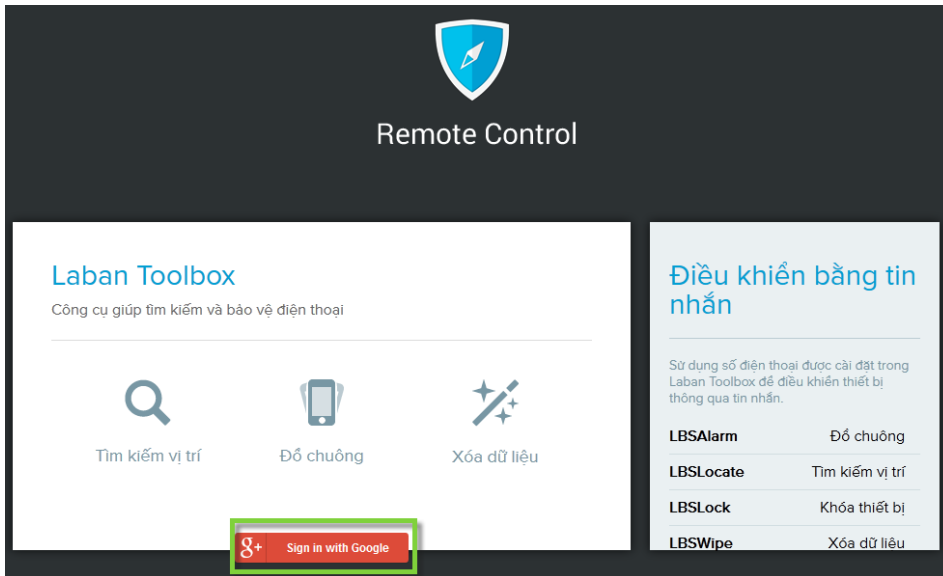 Remote Control
Laban Toolbox
Công cụ giúp tìm kiếm và bảo vệ điện thoại
Tìm kiếm vị trí
Đổ chuông
Xóa dữ liệu
g+ Sign in with Google
Điều khiển bằng tin
nhắn
Sử dụng số điện thoại được cài đặt trong
Laban Toolbox để điều khiển thiết bị
thông qua tin nhắn.
LBSAlarm Đổ chuông
LBSLocate Tìm kiếm vị trí
LBSLock Khóa thiết bị
LBSWipe Xóa dữ liệu